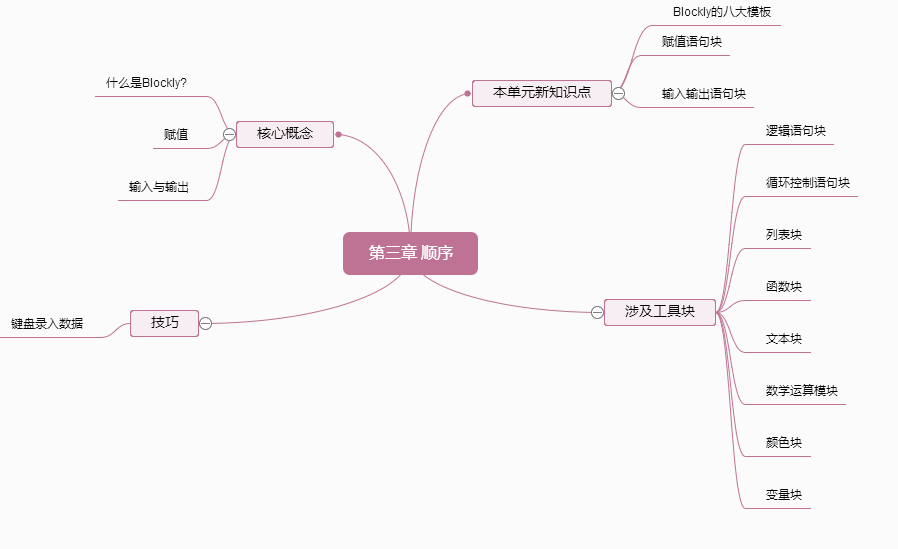 Blockly的八大模板
赋值语句块
输入输出语句块
本单元新知识点
什么是Blockly?
赋值
输入与输出
核心概念
第三章 顺序
逻辑语句块
循环控制语句块
列表块
函数块
文本块
数学运算模块
颜色块
变量块
涉及工具块
技巧
键盘录入数据